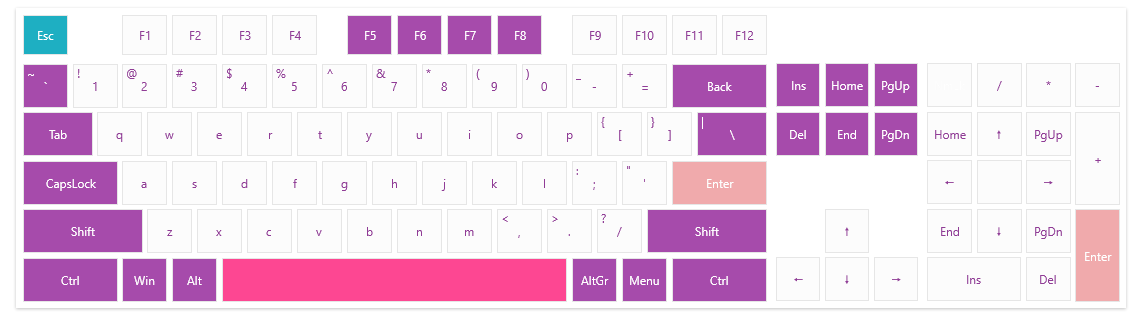 Esc F1 F2 F3 F4 F5 F6 F7 F8 F9 F10 F11 F12
~ ` ! 1 @ 2 # 3 $ 4 % 5 ^ 6 & 7 * 8 ( 9 ) 0 _ - + = Back Ins Home PgUp / * -
Tab q w e r t y u i o p { [ } ] | \ Del End PgDn Home ↑ PgUp +
CapsLock a s d f g h j k l : ; " ' Enter ← →
Shift z x c v b n m < , > . ? / Shift ↑ End ↓ PgDn Enter
Ctrl Win Alt AltGr Menu Ctrl ← ↓ → Ins Del